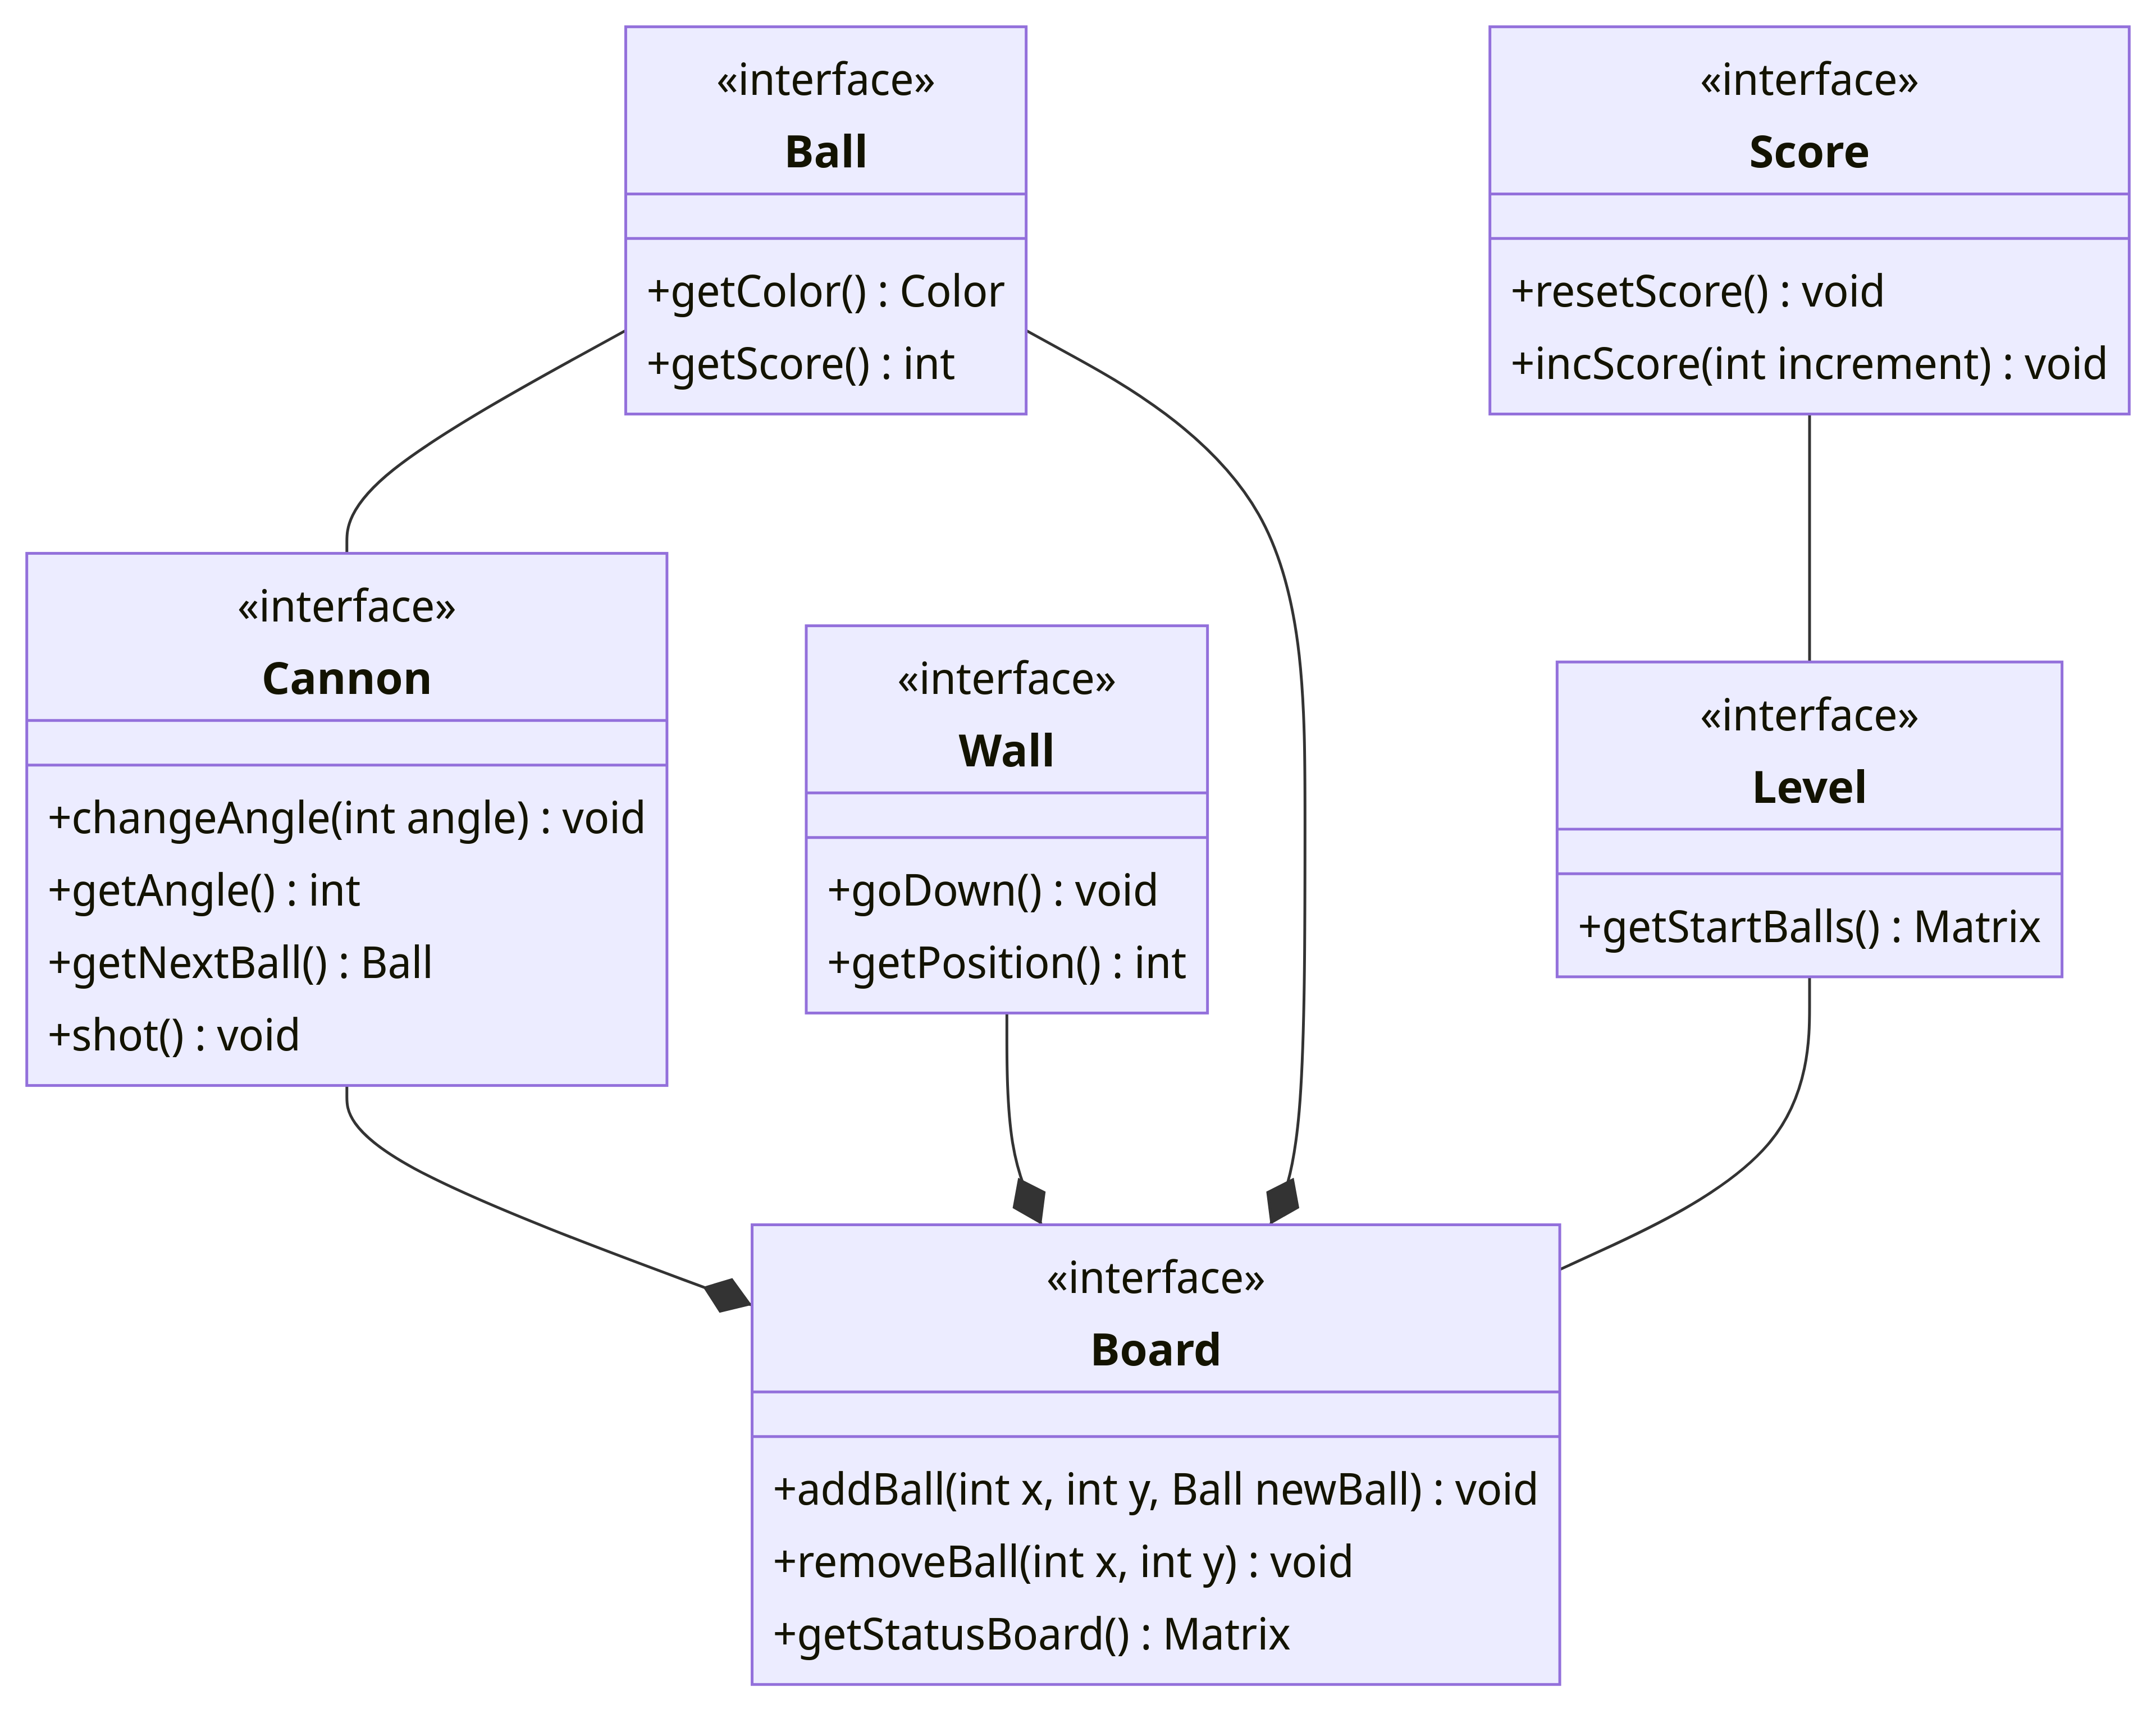 «interface»
Ball
+getColor() : Color
+getScore() : int
«interface»
Score
+resetScore() : void
+incScore(int increment) : void
«interface»
Cannon
+changeAngle(int angle) : void
+getAngle() : int
+getNextBall() : Ball
+shot() : void
«interface»
Wall
+goDown() : void
+getPosition() : int
«interface»
Level
+getStartBalls() : Matrix
«interface»
Board
+addBall(int x, int y, Ball newBall) : void
+removeBall(int x, int y) : void
+getStatusBoard() : Matrix